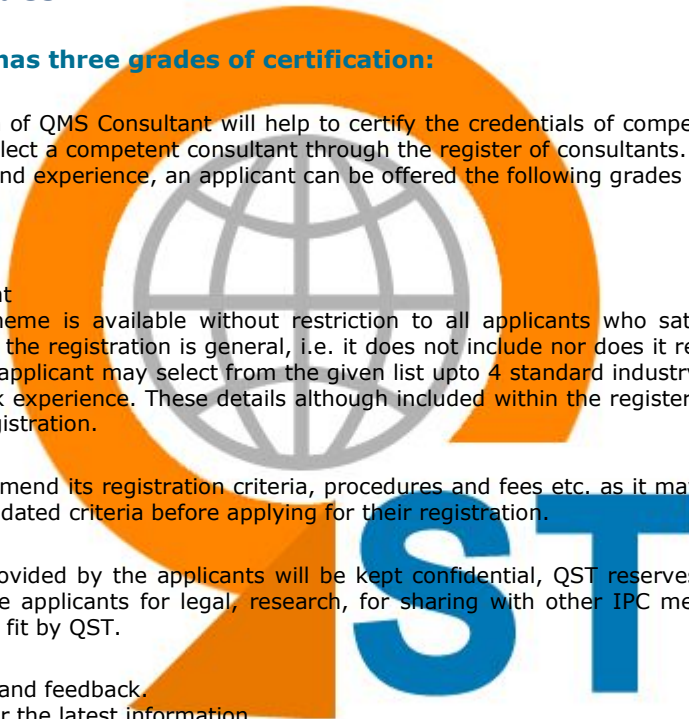 has three grades of certification:
of QMS Consultant will help to certify the credentials of compe
lect a competent consultant through the register of consultants.
nd experience, an applicant can be offered the following grades
t
eme is available without restriction to all applicants who sat
the registration is general, i.e. it does not include nor does it re
applicant may select from the given list upto 4 standard industry
k experience. These details although included within the register
gistration.
mend its registration criteria, procedures and fees etc. as it ma
dated criteria before applying for their registration.
ovided by the applicants will be kept confidential, QST reserves
e applicants for legal, research, for sharing with other IPC me
fit by QST.
and feedback.
r the latest information
ST